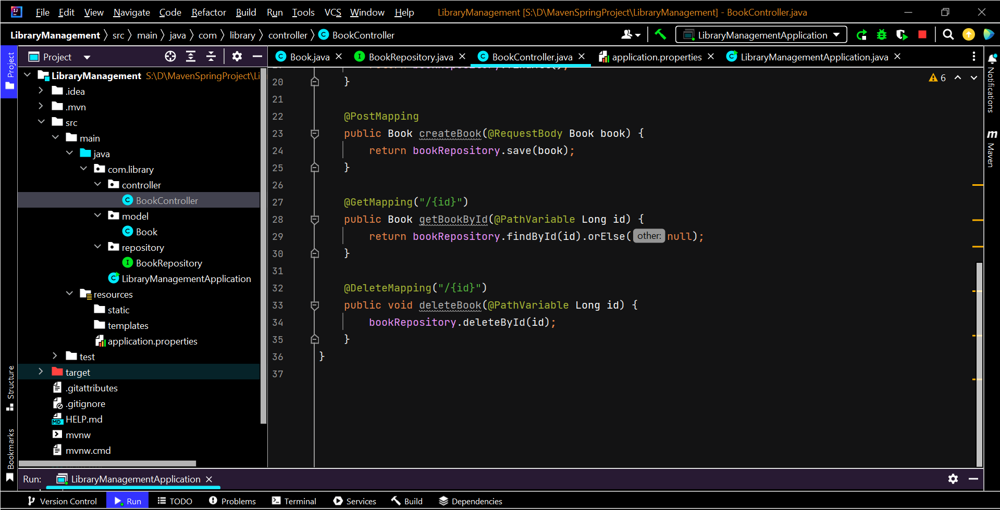 File Edit View Navigate Code Refactor Build Run Tools VCS Window Help LibraryManagement [S:\D\MavenSpringProject\LibraryManagement] - BookController.java
LibraryManagement src main java com library controller BookController LibraryManagementApplication
Project
Project
Book.java BookRepository.java BookController.java application.properties LibraryManagementApplication.java
LibraryManagement S:\D\MavenSpringProject\Li
.idea
.mvn
src
main
java
com.library
controller
BookController
model
Book
repository
BookRepository
LibraryManagementApplication
resources
static
templates
application.properties
test
target
.gitattributes
.gitignore
HELP.md
mvnw
mvnw.cmd
Structure
Bookmarks
6
20 }
21
22 @PostMapping
23 public Book createBook(@RequestBody Book book) {
24 return bookRepository.save(book);
25 }
26
27 @GetMapping("/{id}")
28 public Book getBookById(@PathVariable Long id) {
29 return bookRepository.findById(id).orElse( other: null);
30 }
31
32 @DeleteMapping("/{id}")
33 public void deleteBook(@PathVariable Long id) {
34 bookRepository.deleteById(id);
35 }
36 }
37
Notifications
Maven
Run: LibraryManagementApplication
Version Control Run TODO Problems Terminal Services Build Dependencies